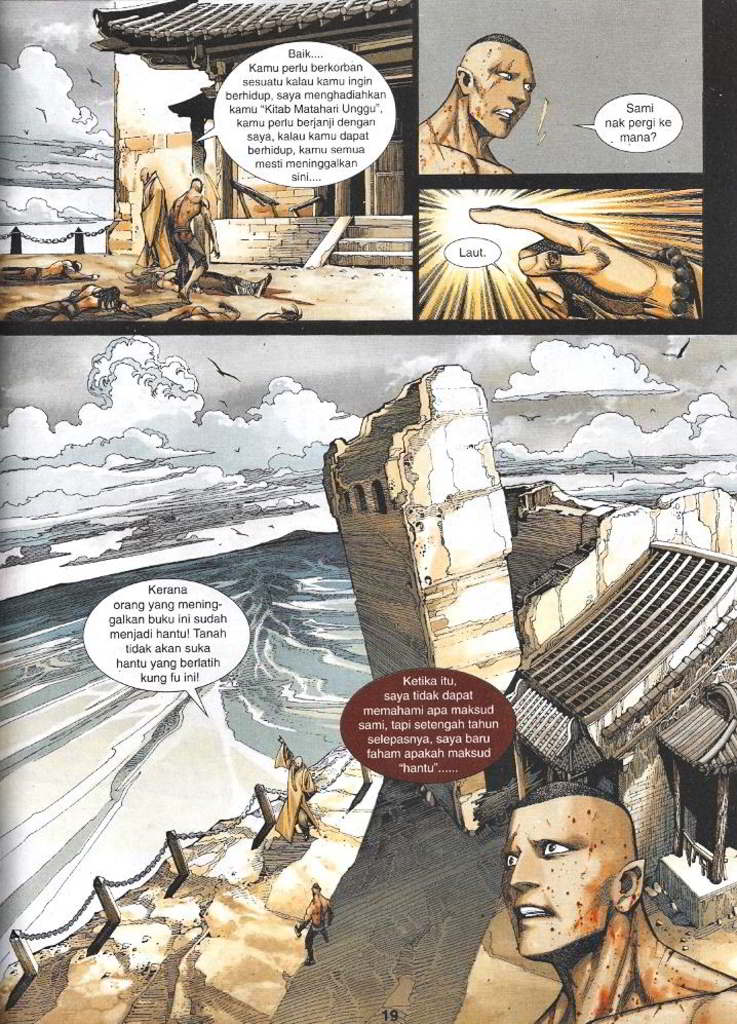 Baik....
Kamu perlu berkorban
sesuatu kalau kamu ingin
berhidup, saya menghadiahkan
kamu “Kitab Matahari Unggu”,
kamu perlu berjanji dengan
saya, kalau kamu dapat
berhidup, kamu semua
mesti meninggalkan
sini....
Sami
nak pergi ke
mana?
Laut.
Kerana
orang yang mening-
galkan buku ini sudah
menjadi hantu! Tanah
tidak akan suka
hantu yang berlatih
kung fu ini!
Ketika itu,
saya tidak dapat
memahami apa maksud
sami, tapi setengah tahun
selepasnya, saya baru
faham apakah maksud
“hantu”......
19